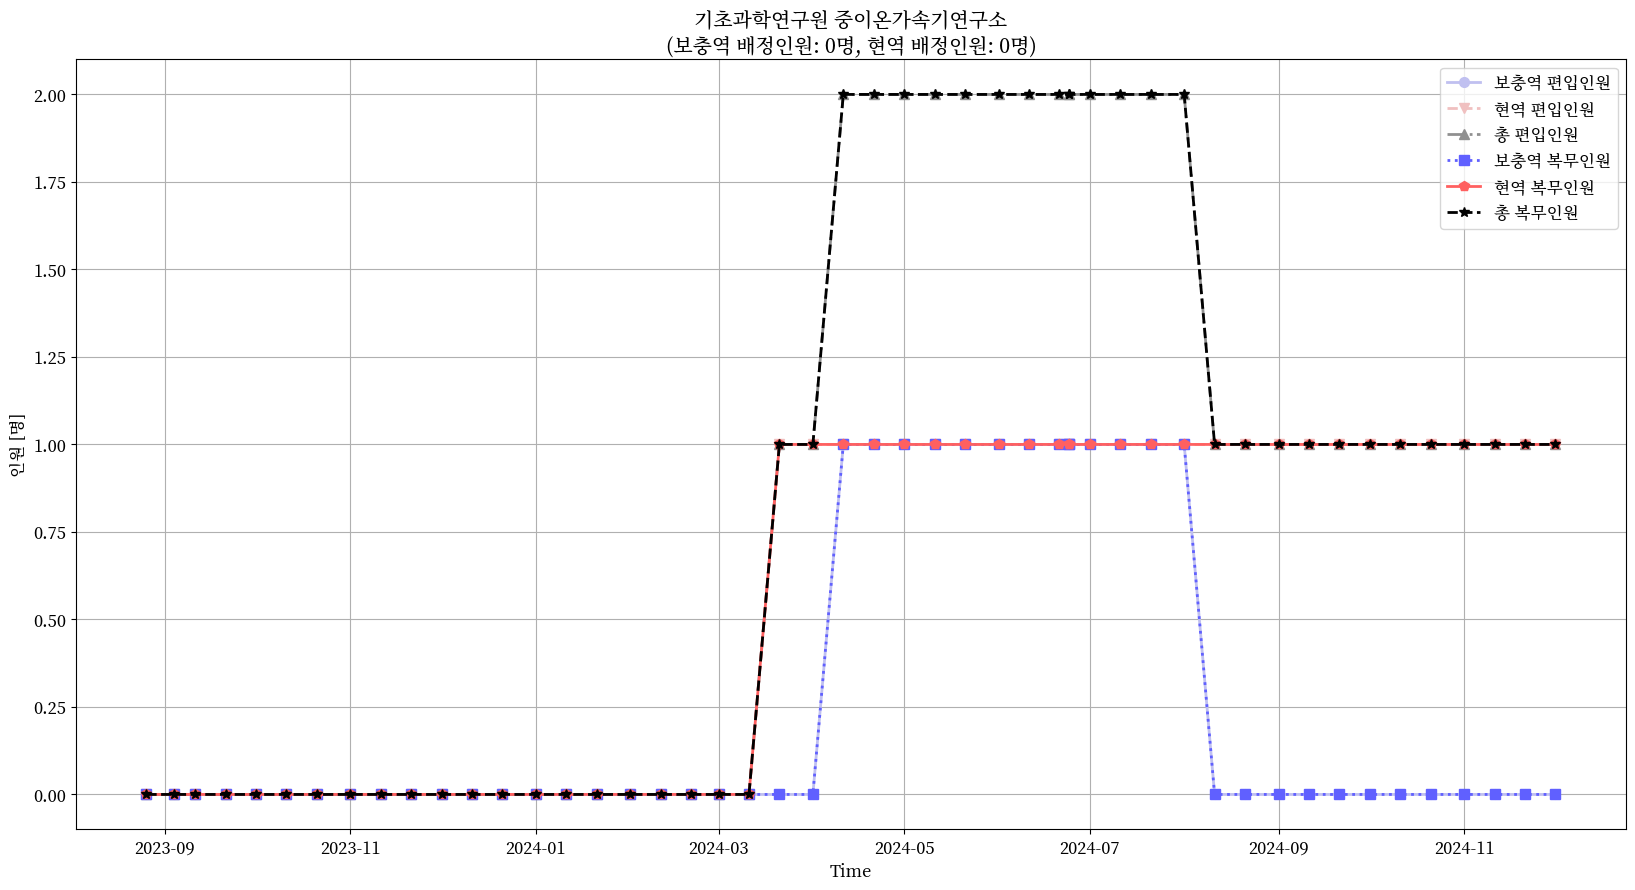 기초과학연구원 중이온가속기연구소
(보충역 배정인원: 0명, 현역 배정인원: 0명)
보충역 편입인원
현역 편입인원
총 편입인원
보충역 복무인원
현역 복무인원
총 복무인원
인원 [명]
2.00
1.75
1.50
1.25
1.00
0.75
0.50
0.25
0.00
2023-09 2023-11 2024-01 2024-03 2024-05 2024-07 2024-09 2024-11
Time